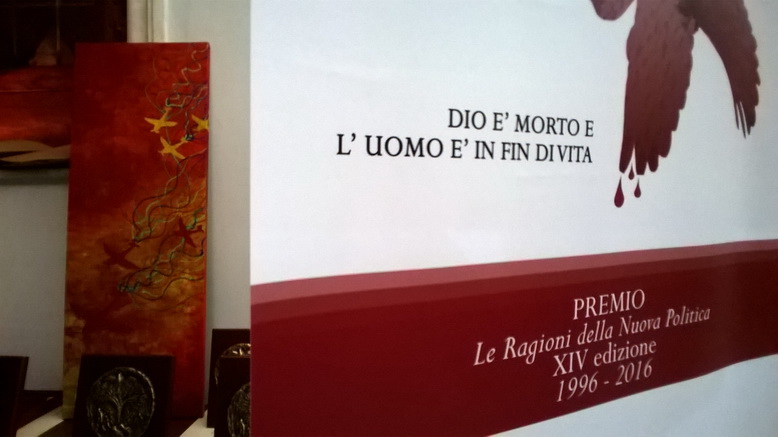 DIO E' MORTO E
L' UOMO E' IN FIN DI VITA
PREMIO
Le Ragioni della Nuova Politica
XIV edizione
1996 - 2016